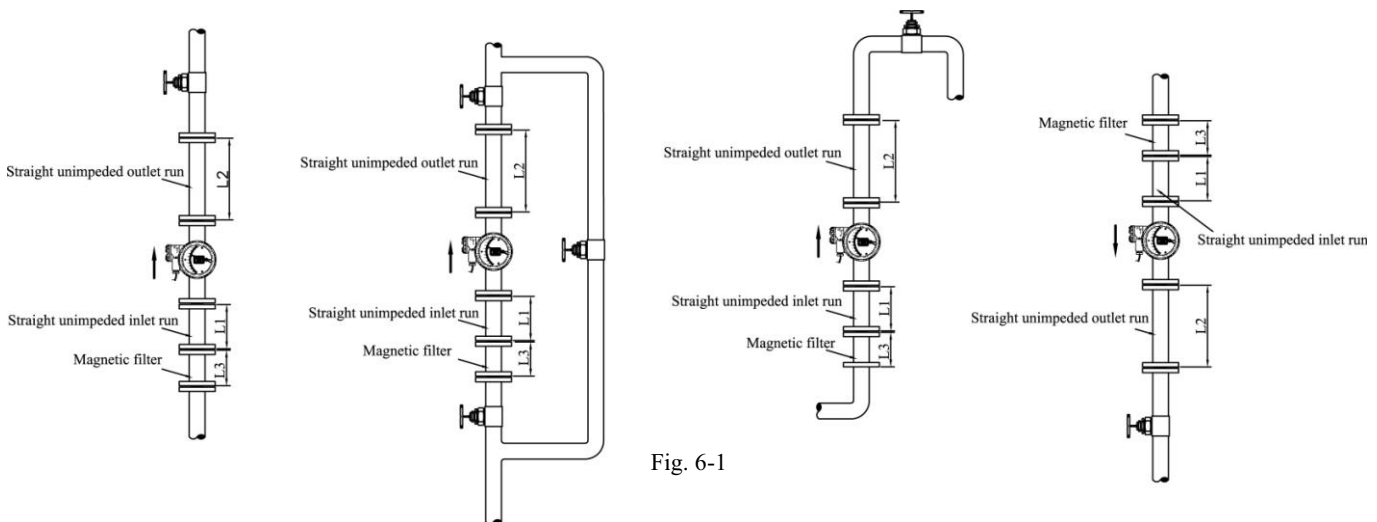 Straight unimpeded outlet run
L2
Straight unimpeded inlet run
L1
Magnetic filter
L3
Straight unimpeded outlet run
L2
Straight unimpeded inlet run
L1
Magnetic filter
L3
Straight unimpeded outlet run
L2
Straight unimpeded inlet run
L1
Magnetic filter
L3
Magnetic filter
L3
L1
Straight unimpeded inlet run
Straight unimpeded outlet run
L2
Fig. 6-1